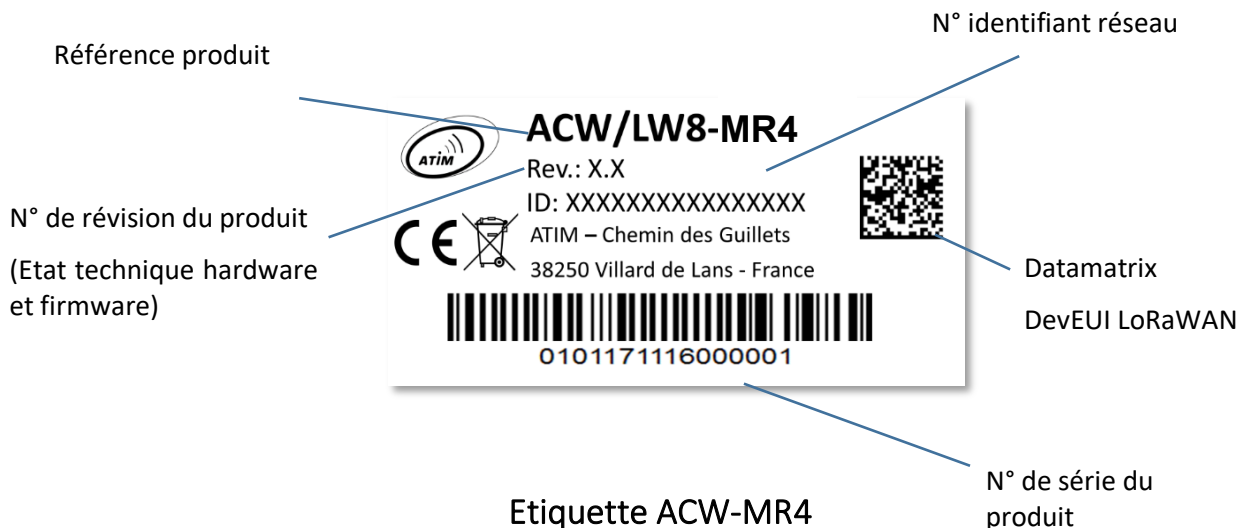 N° identifiant réseau
Référence produit
ATIM
ACW/LW8-MR4
Rev.: X.X
ID: XXXXXXXXXXXXXXXX
ATIM – Chemin des Guillets
38250 Villard de Lans - France
CE
0101171116000001
N° de révision du produit
(Etat technique hardware
et firmware)
Datamatrix
DevEUI LoRaWAN
N° de série du
produit
Etiquette ACW-MR4